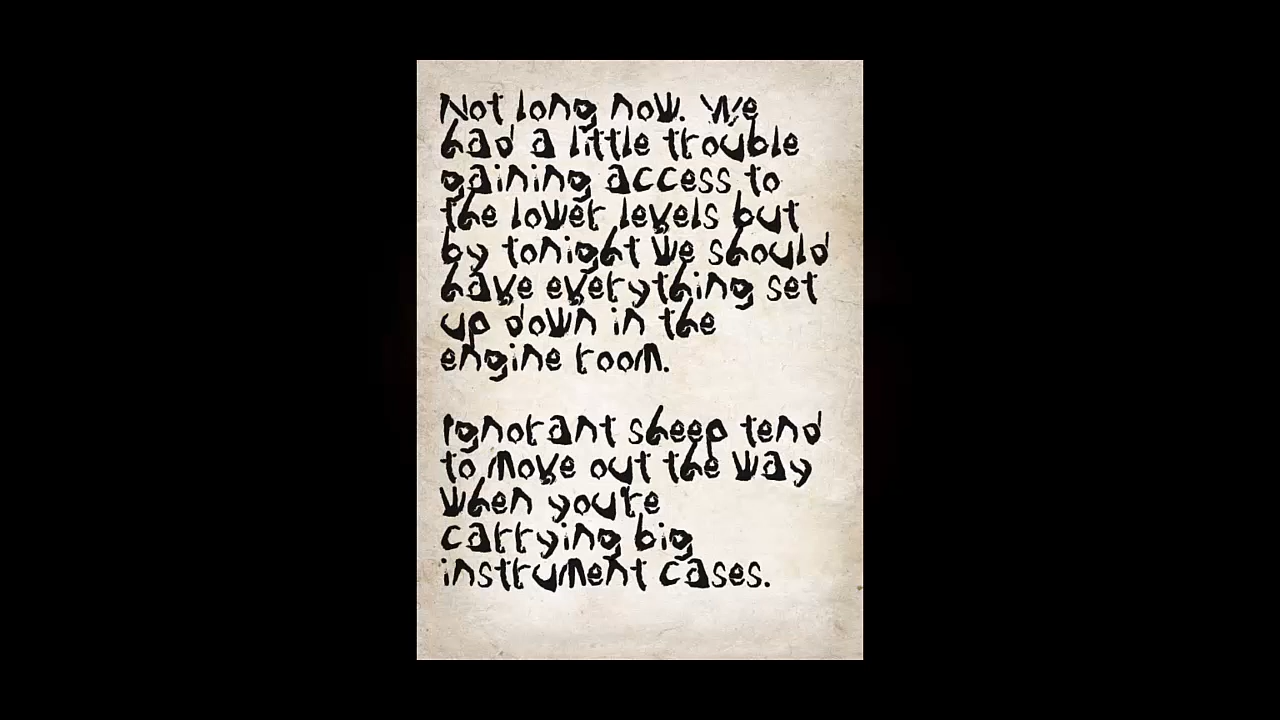 Not long now. We
had a little trouble
gaining access to
the lower levels but
by tonight we should
have everything set
up down in the
engine room.
Ignorant sheep tend
to move out the way
when you're
carrying big
instrument cases.